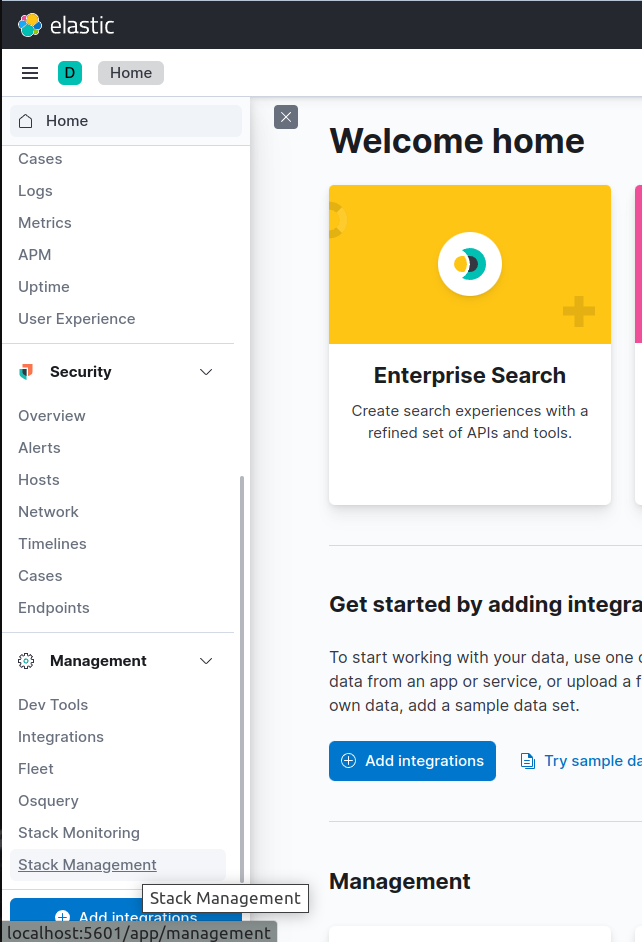 elastic
D
Home
Home
Cases
Logs
Metrics
APM
Uptime
User Experience
Security
Overview
Alerts
Hosts
Network
Timelines
Cases
Endpoints
Management
Dev Tools
Integrations
Fleet
Osquery
Stack Monitoring
Stack Management
Stack Management
Add integrations
localhost:5601/app/management
Welcome home
Enterprise Search
Create search experiences with a
refined set of APIs and tools.
Get started by adding integra
To start working with your data, use one
data from an app or service, or upload a f
own data, add a sample data set.
Add integrations
Try sample da
Management